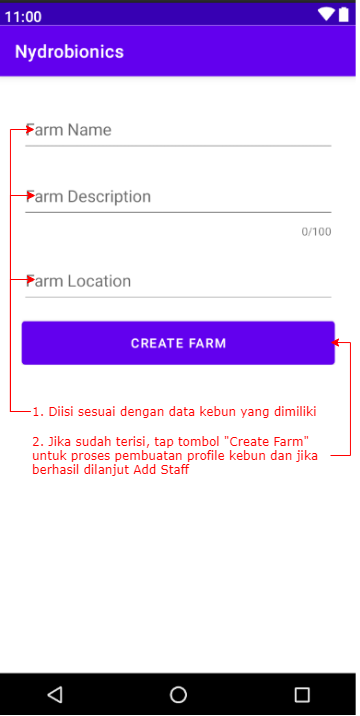 11:00
Nydrobionics
Farm Name
Farm Description
0/100
Farm Location
CREATE FARM
1. Diisi sesuai dengan data kebun yang dimiliki
2. Jika sudah terisi, tap tombol "Create Farm"
untuk proses pembuatan profile kebun dan jika
berhasil dilanjut Add Staff